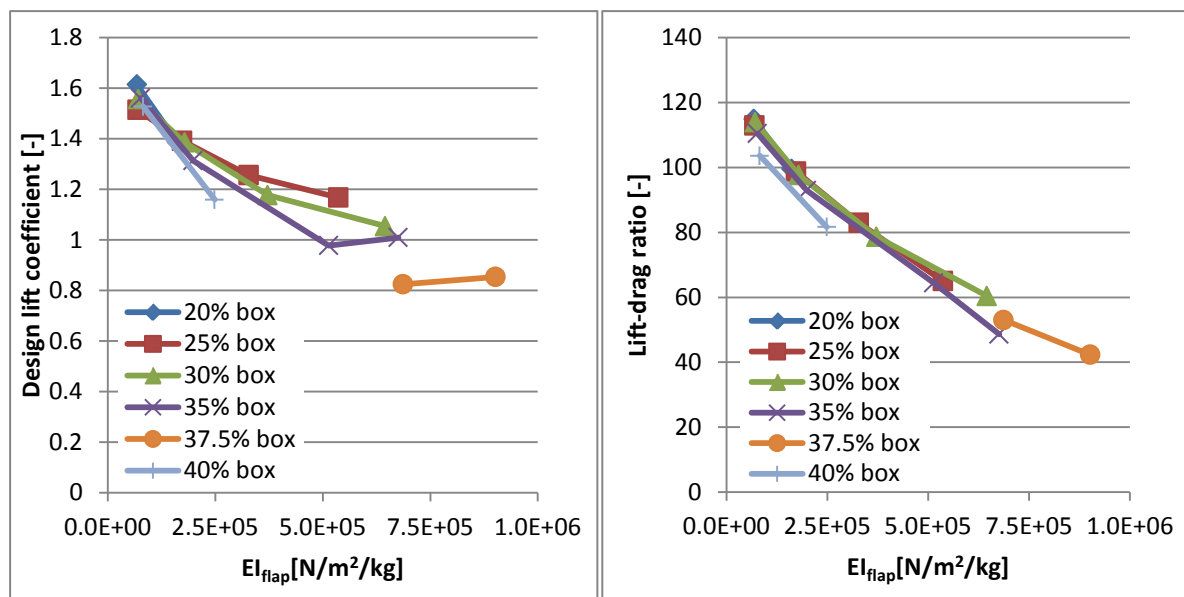 Design lift coefficient [-]
1.8
1.6
1.4
1.2
1
0.8
0.6
0.4
0.2
0
20% box
25% box
30% box
35% box
37.5% box
40% box
0.0E+00 2.5E+05 5.0E+05 7.5E+05 1.0E+06
EIflap[N/m²/kg]
Lift-drag ratio [-]
140
120
100
80
60
40
20
0
20% box
25% box
30% box
35% box
37.5% box
40% box
0.0E+00 2.5E+05 5.0E+05 7.5E+05 1.0E+06
EIflap[N/m²/kg]